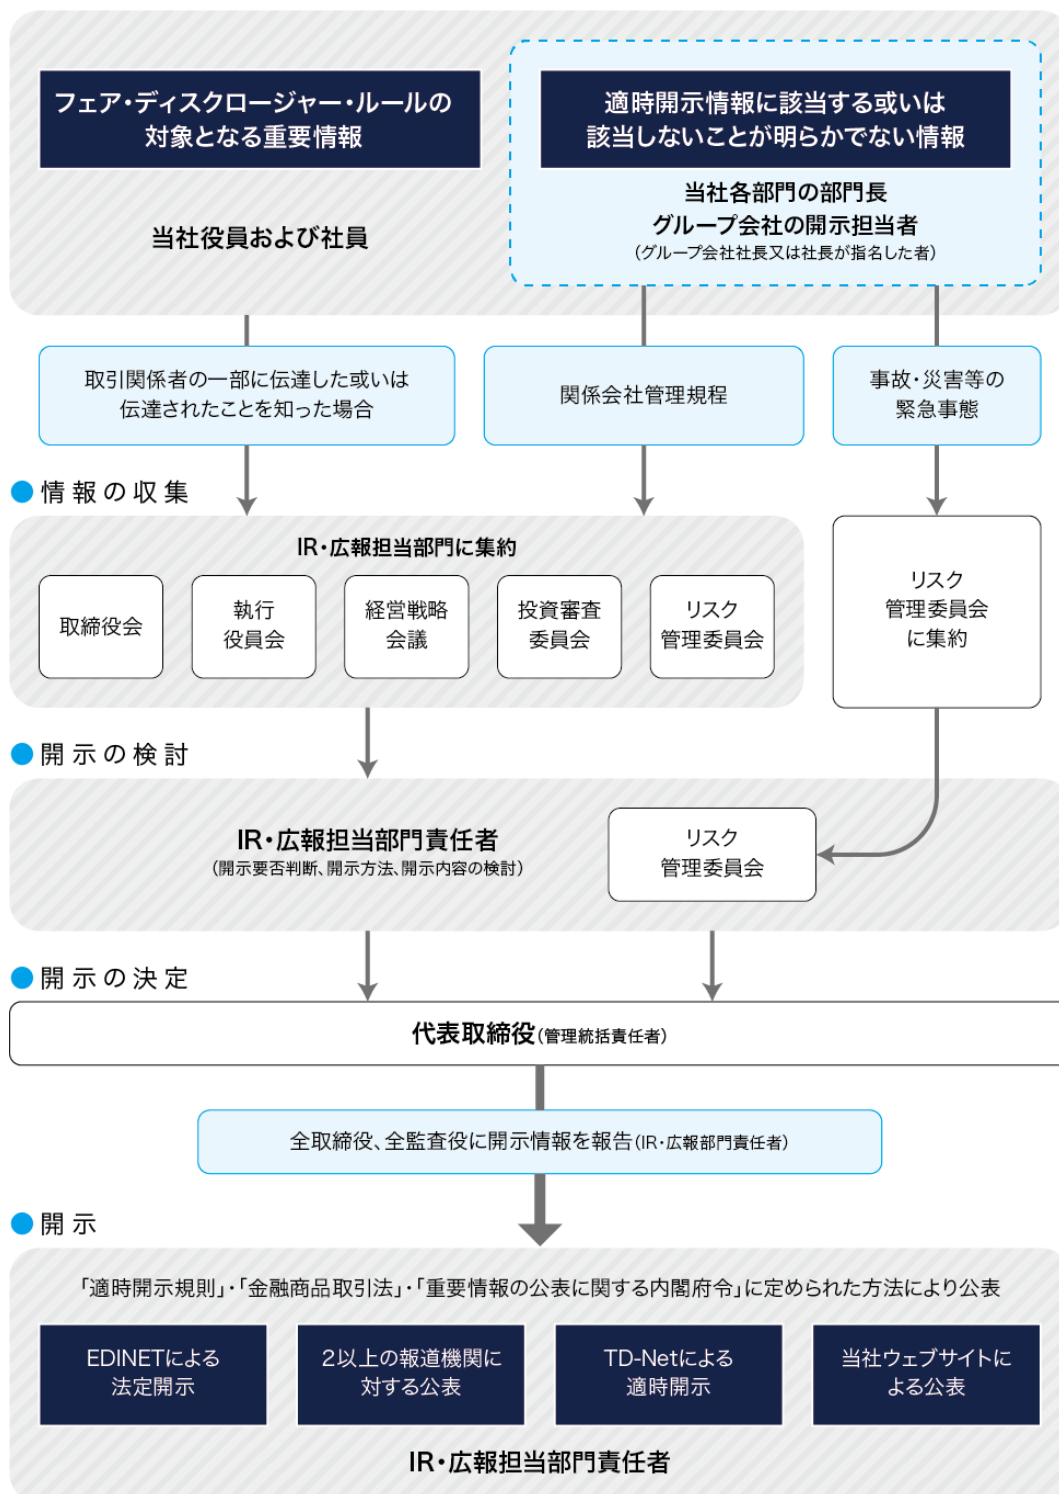 フェア・ディスクロージャー・ルールの
対象となる重要情報
当社役員および社員
適時開示情報に該当する或いは
該当しないことが明らかでない情報
当社各部門の部門長
グループ会社の開示担当者
(グループ会社社長又は社長が指名した者)
取引関係者の一部に伝達した或いは
伝達されたことを知った場合
関係会社管理規程
事故・災害等の
緊急事態
情報の収集
IR・広報担当部門に集約
取締役会
執行
役員会
経営戦略
会議
投資審査
委員会
リスク
管理委員会
リスク
管理委員会
に集約
開示の検討
IR・広報担当部門責任者
(開示要否判断、開示方法、開示内容の検討)
リスク
管理委員会
開示の決定
代表取締役(管理統括責任者)
全取締役、全監査役に開示情報を報告(IR・広報部門責任者)
開示
「適時開示規則」・「金融商品取引法」・「重要情報の公表に関する内閣府令」に定められた方法により公表
EDINETによる
法定開示
2以上の報道機関に
対する公表
TD-Netによる
適時開示
当社ウェブサイトに
よる公表
IR・広報担当部門責任者